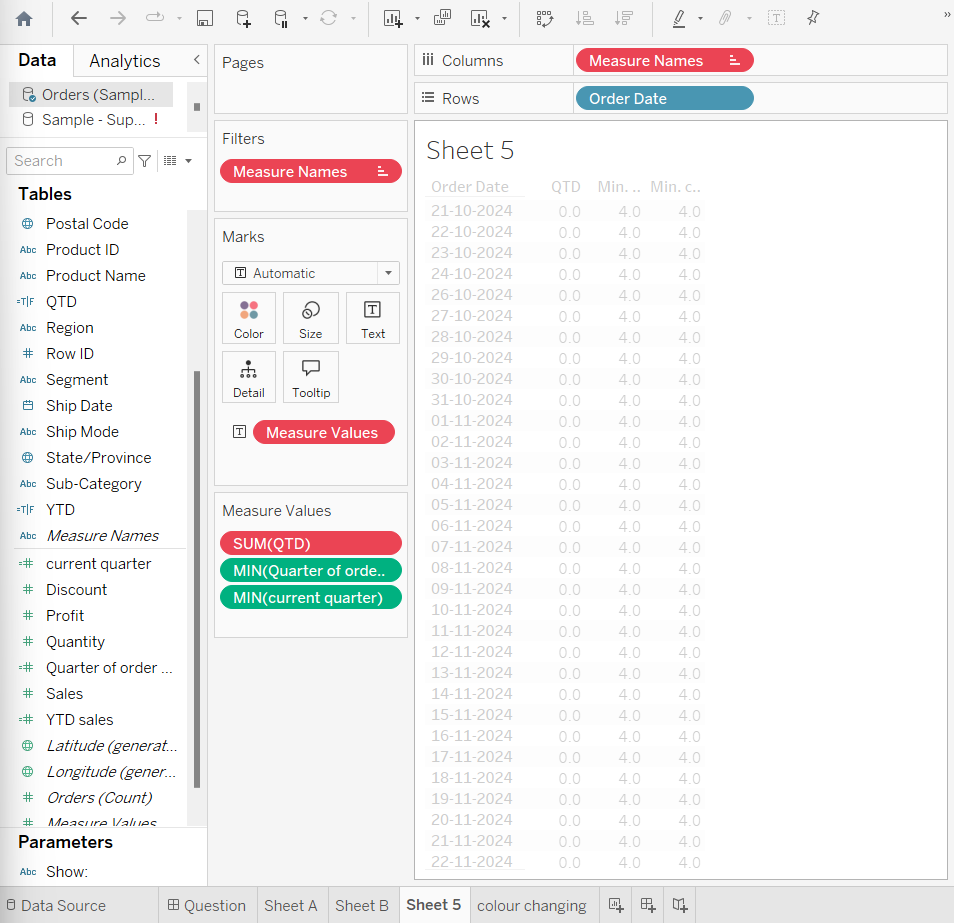 »
Data
Analytics
Orders (Sampl...
Sample - Sup... !
Search
Tables
Postal Code
Abc Product ID
Abc Product Name
=T|F QTD
Abc Region
# Row ID
Abc Segment
Ship Date
Abc Ship Mode
State/Province
Abc Sub-Category
=T|F YTD
Abc Measure Names
=# current quarter
# Discount
# Profit
# Quantity
=# Quarter of order ...
# Sales
=# YTD sales
Latitude (generat...
Longitude (gener...
# Orders (Count)
# Measure Values
Parameters
Abc Show:
Pages
Filters
Measure Names
Marks
T Automatic
Color
Size
T Text
Detail
Tooltip
T Measure Values
Measure Values
SUM(QTD)
MIN(Quarter of orde..
MIN(current quarter)
Columns Measure Names
Rows Order Date
Sheet 5
Order Date QTD Min. .. Min. c..
21-10-2024 0.0 4.0 4.0
22-10-2024 0.0 4.0 4.0
23-10-2024 0.0 4.0 4.0
24-10-2024 0.0 4.0 4.0
26-10-2024 0.0 4.0 4.0
27-10-2024 0.0 4.0 4.0
28-10-2024 0.0 4.0 4.0
29-10-2024 0.0 4.0 4.0
30-10-2024 0.0 4.0 4.0
31-10-2024 0.0 4.0 4.0
01-11-2024 0.0 4.0 4.0
02-11-2024 0.0 4.0 4.0
03-11-2024 0.0 4.0 4.0
04-11-2024 0.0 4.0 4.0
05-11-2024 0.0 4.0 4.0
06-11-2024 0.0 4.0 4.0
07-11-2024 0.0 4.0 4.0
08-11-2024 0.0 4.0 4.0
09-11-2024 0.0 4.0 4.0
10-11-2024 0.0 4.0 4.0
11-11-2024 0.0 4.0 4.0
12-11-2024 0.0 4.0 4.0
13-11-2024 0.0 4.0 4.0
14-11-2024 0.0 4.0 4.0
15-11-2024 0.0 4.0 4.0
16-11-2024 0.0 4.0 4.0
17-11-2024 0.0 4.0 4.0
18-11-2024 0.0 4.0 4.0
19-11-2024 0.0 4.0 4.0
20-11-2024 0.0 4.0 4.0
21-11-2024 0.0 4.0 4.0
22-11-2024 0.0 4.0 4.0
Data Source
Question
Sheet A
Sheet B
Sheet 5
colour changing